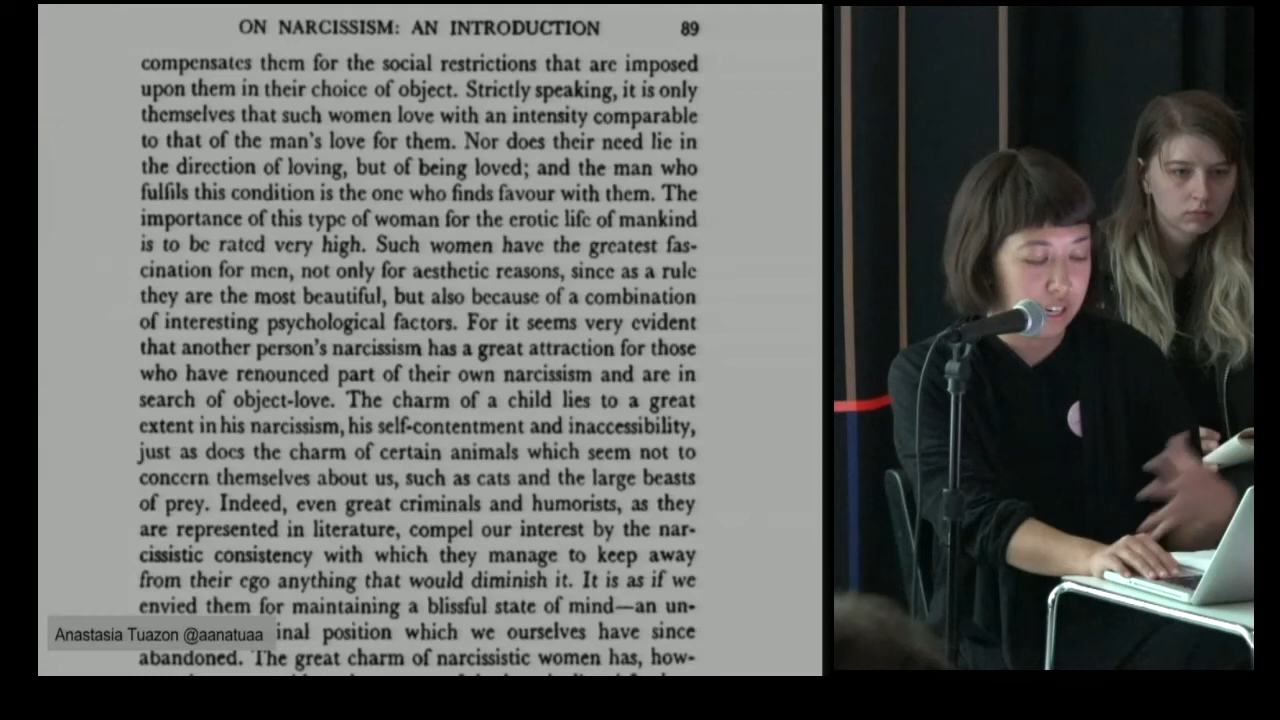 ON NARCISSISM: AN INTRODUCTION 89
compensates them for the social restrictions that are imposed
upon them in their choice of object. Strictly speaking, it is only
themselves that such women love with an intensity comparable
to that of the man's love for them. Nor does their need lie in
the direction of loving, but of being loved; and the man who
fulfils this condition is the one who finds favour with them. The
importance of this type of woman for the erotic life of mankind
is to be rated very high. Such women have the greatest fas-
cination for men, not only for aesthetic reasons, since as a rule
they are the most beautiful, but also because of a combination
of interesting psychological factors. For it seems very evident
that another person's narcissism has a great attraction for those
who have renounced part of their own narcissism and are in
search of object-love. The charm of a child lies to a great
extent in his narcissism, his self-contentment and inaccessibility,
just as does the charm of certain animals which seem not to
concern themselves about us, such as cats and the large beasts
of prey. Indeed, even great criminals and humorists, as they
are represented in literature, compel our interest by the nar-
cissistic consistency with which they manage to keep away
from their ego anything that would diminish it. It is as if we
envied them for maintaining a blissful state of mind—an un-
inal position which we ourselves have since
abandoned. The great charm of narcissistic women has, how-
Anastasia Tuazon @aanatuaa